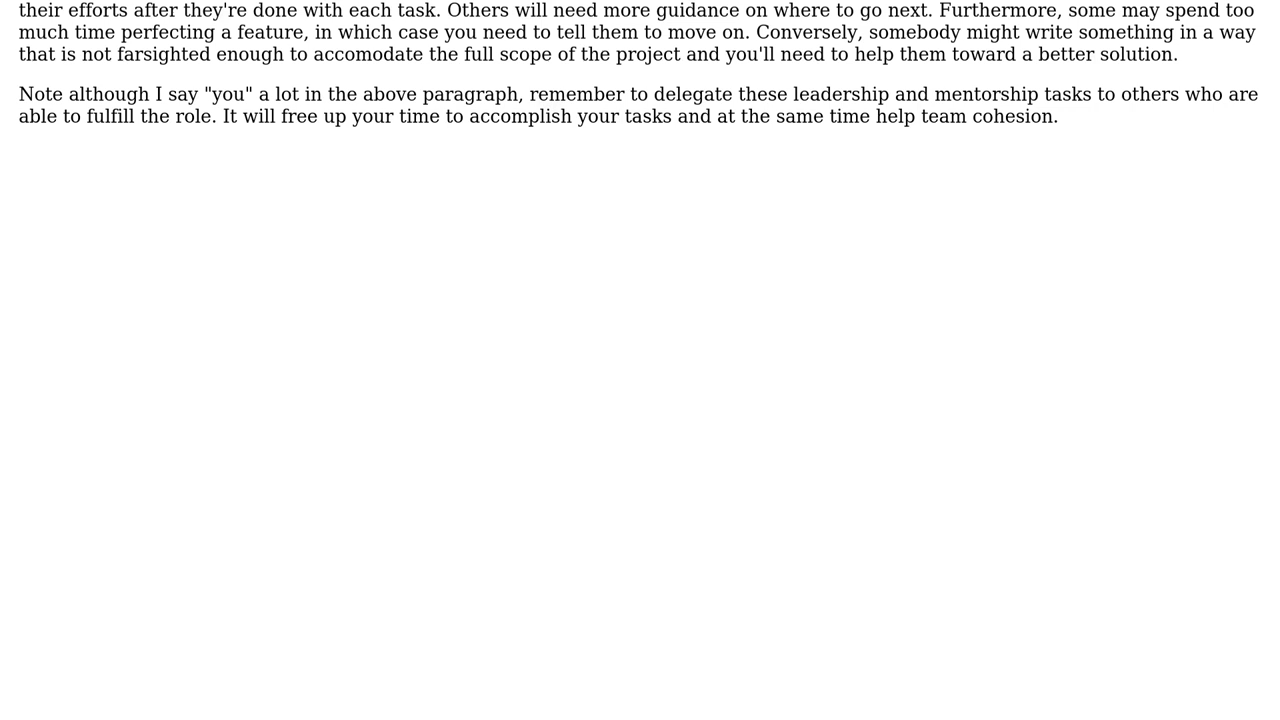 their efforts after they're done with each task. Others will need more guidance on where to go next. Furthermore, some may spend too
much time perfecting a feature, in which case you need to tell them to move on. Conversely, somebody might write something in a way
that is not farsighted enough to accomodate the full scope of the project and you'll need to help them toward a better solution.
Note although I say "you" a lot in the above paragraph, remember to delegate these leadership and mentorship tasks to others who are
able to fulfill the role. It will free up your time to accomplish your tasks and at the same time help team cohesion.